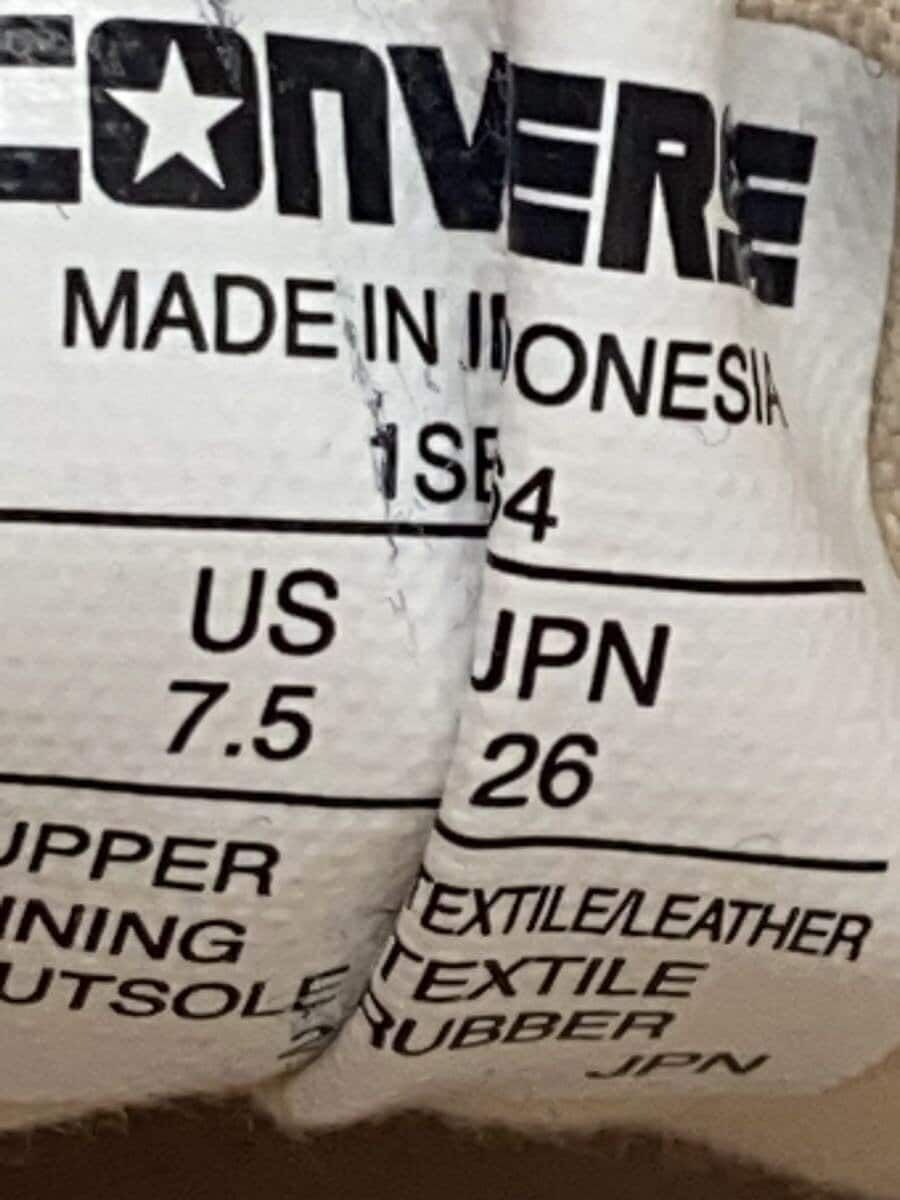 CONVERSE
MADE IN INDONESIA
US JPN
7.5 26
UPPER TEXTILE/LEATHER
LINING TEXTILE
OUTSOLE RUBBER
JPN